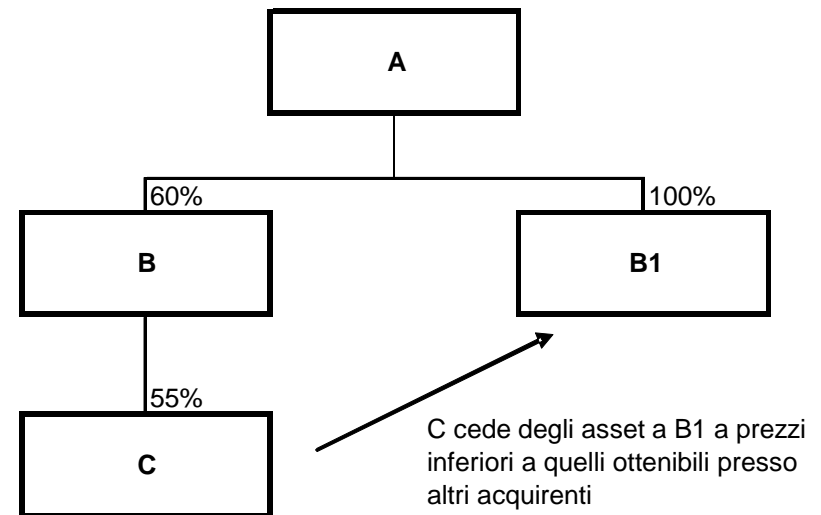 A
60%
100%
B
B1
55%
C
C cede degli asset a B1 a prezzi
inferiori a quelli ottenibili presso
altri acquirenti